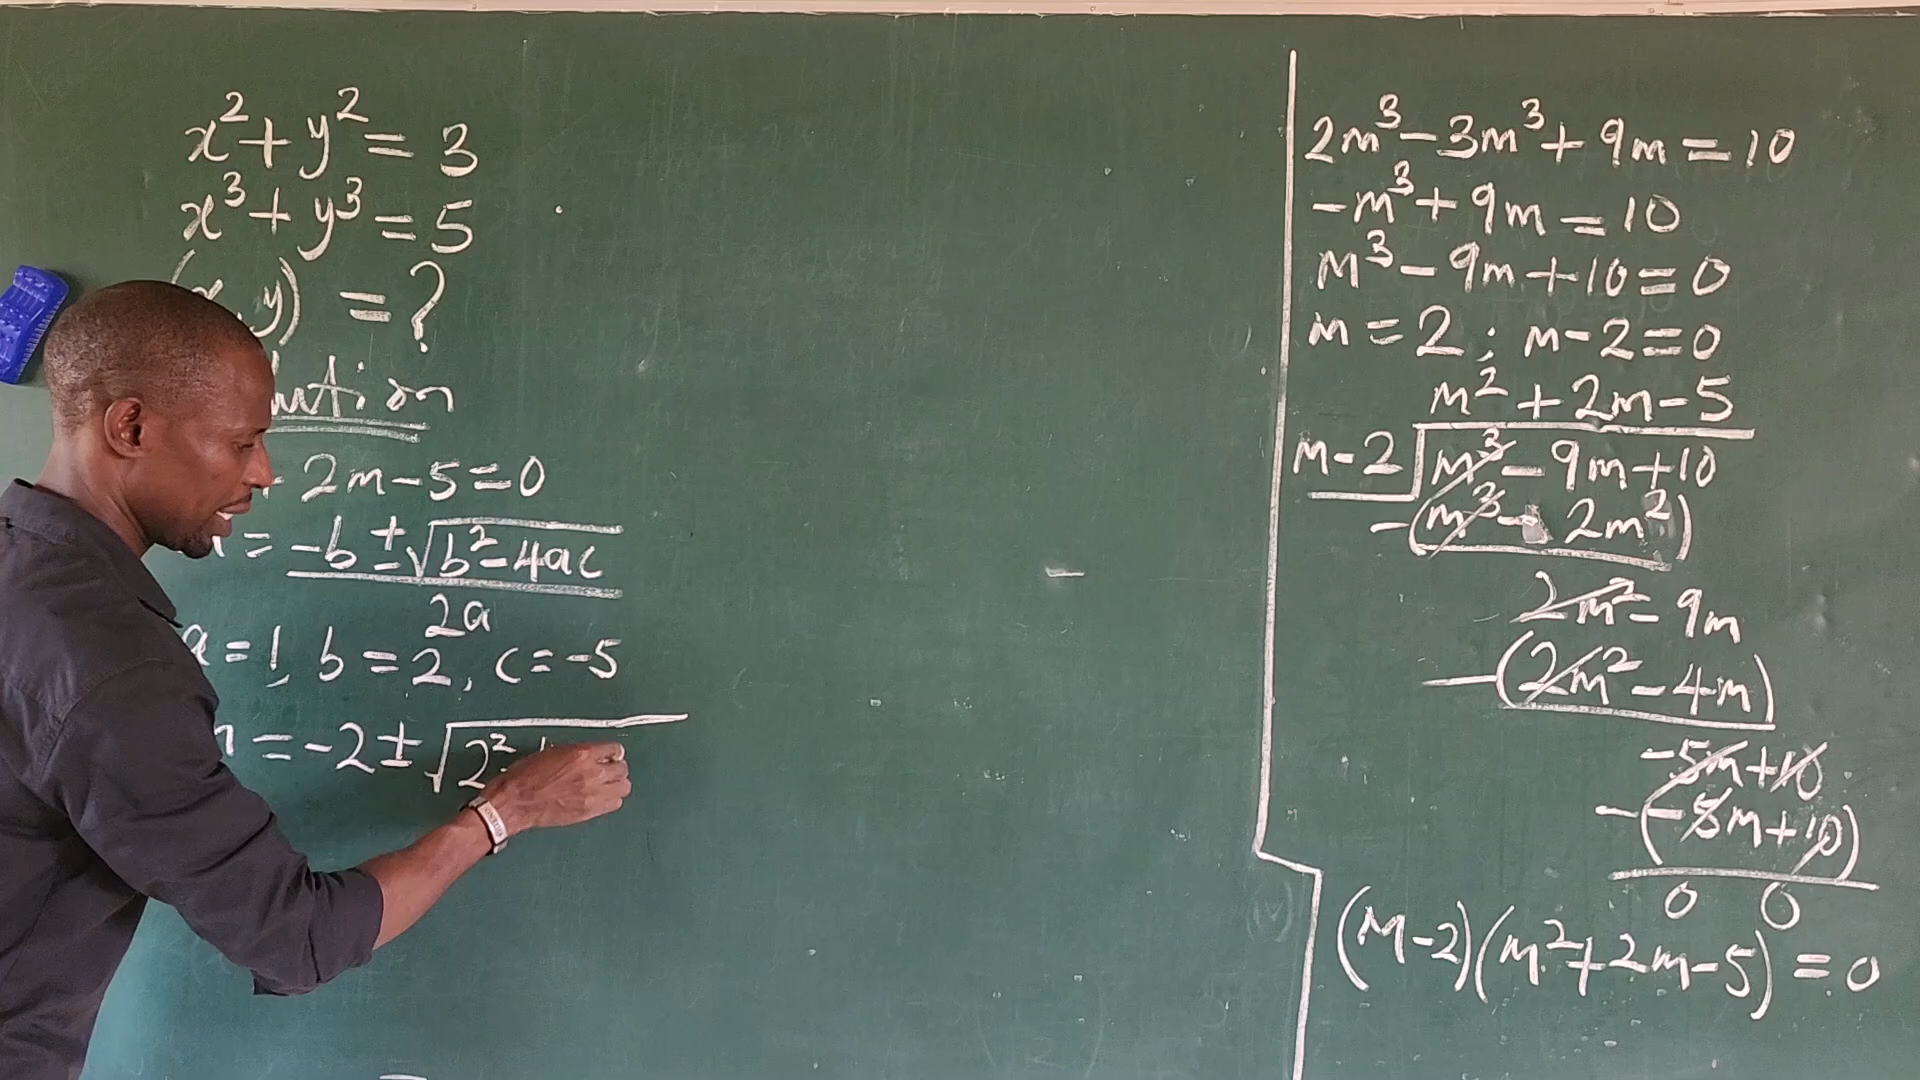 x² + y² = 3
x³ + y³ = 5
y) = ?
ution
2m - 5 = 0
= -b ± √b² - 4ac
2a
a = 1, b = 2, c = -5
= -2 ± √2²
2m³ - 3m³ + 9m = 10
-m³ + 9m = 10
m³ - 9m + 10 = 0
m = 2 ; m - 2 = 0
m² + 2m - 5
m - 2 √m³ - 9m + 10
-(m³ - 2m²)
2m² - 9m
-(2m² - 4m)
-5m + 10
-(-5m + 10)
0 0
(m - 2)(m² + 2m - 5) = 0